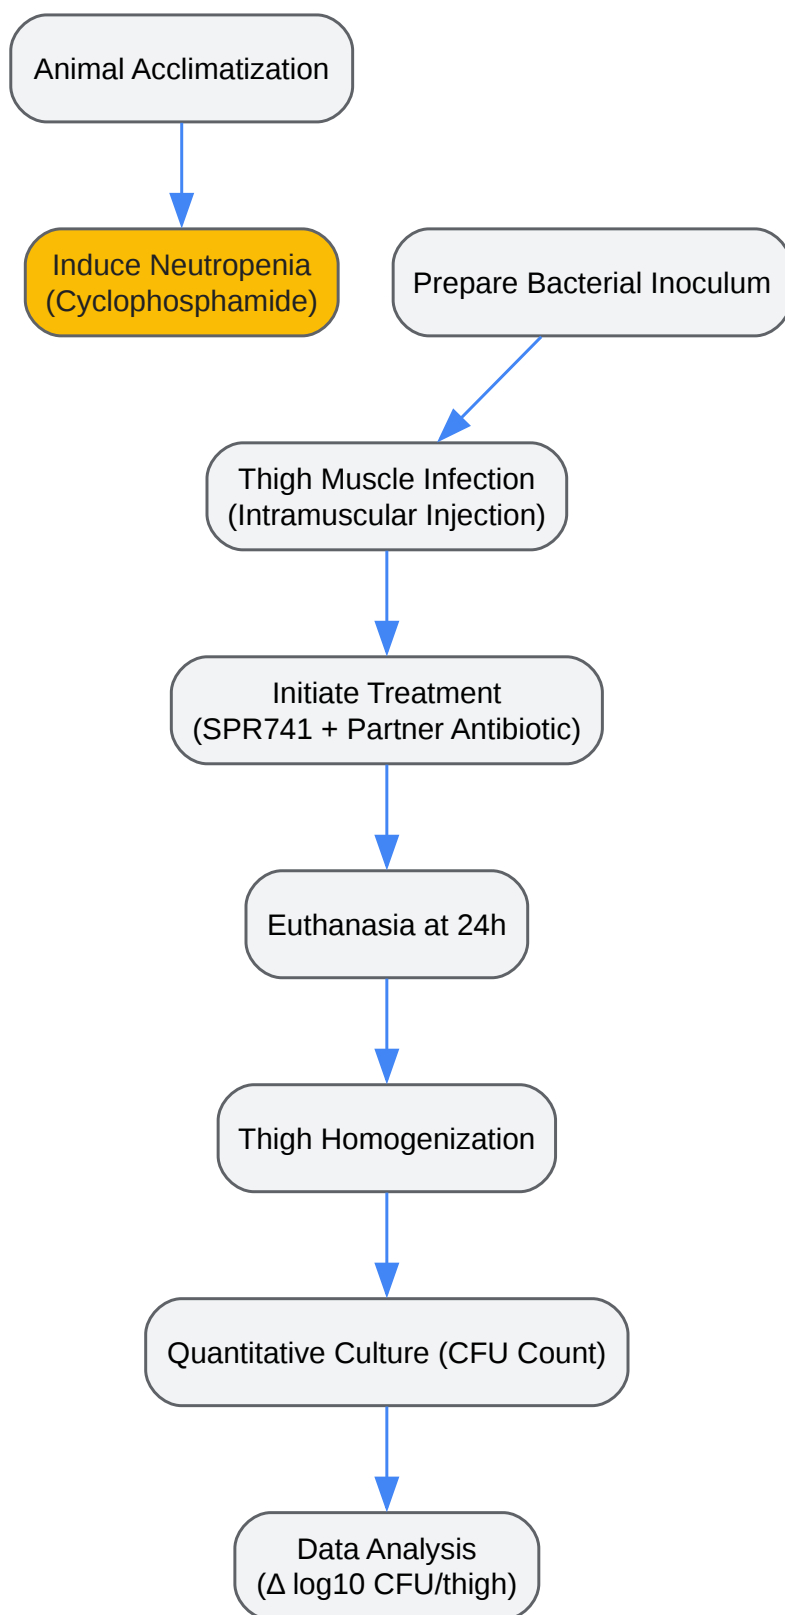 Animal Acclimatization
Induce Neutropenia
(Cyclophosphamide)
Prepare Bacterial Inoculum
Thigh Muscle Infection
(Intramuscular Injection)
Initiate Treatment
(SPR741 + Partner Antibiotic)
Euthanasia at 24h
Thigh Homogenization
Quantitative Culture (CFU Count)
Data Analysis
(Δ log10 CFU/thigh)